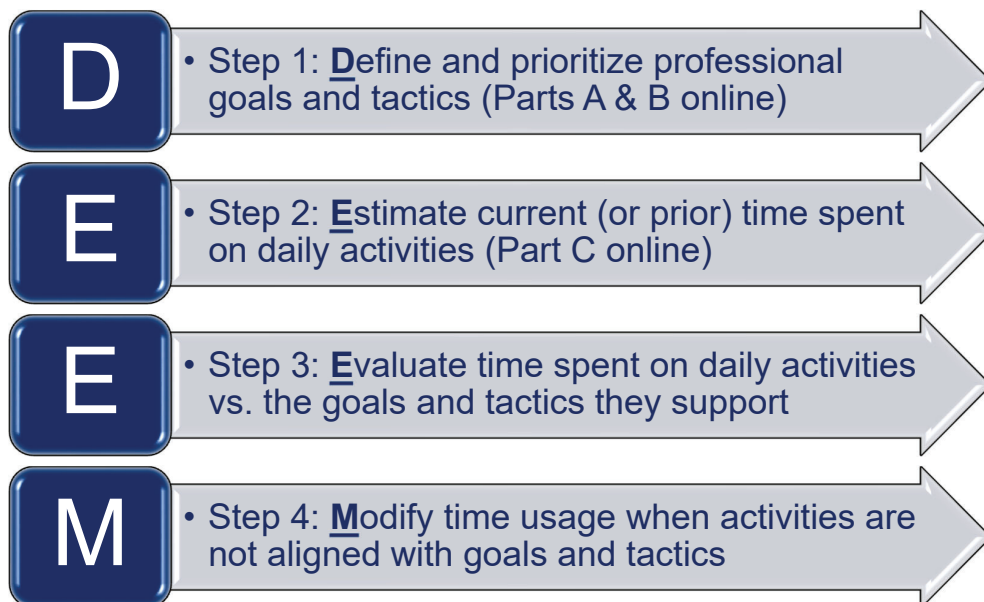 D
• Step 1: Define and prioritize professional
goals and tactics (Parts A & B online)
E
• Step 2: Estimate current (or prior) time spent
on daily activities (Part C online)
E
• Step 3: Evaluate time spent on daily activities
vs. the goals and tactics they support
M
• Step 4: Modify time usage when activities are
not aligned with goals and tactics